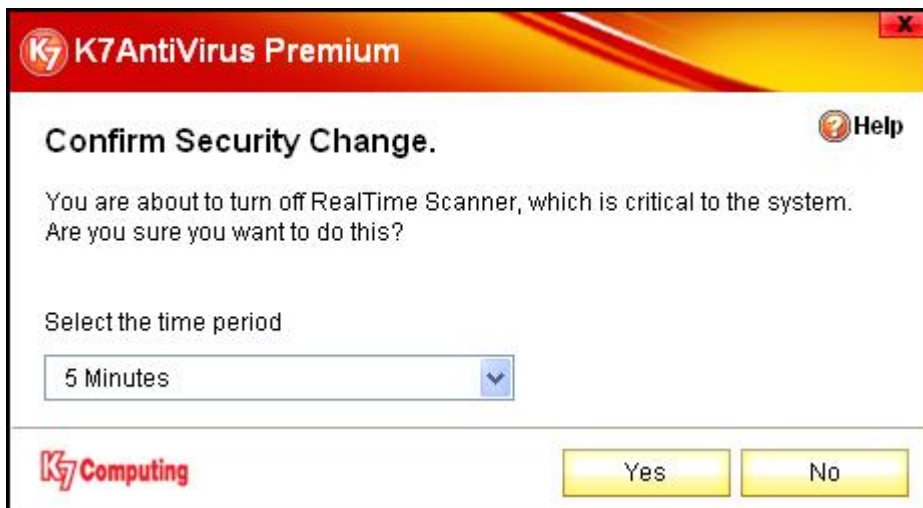 K7 K7AntiVirus Premium
X
Confirm Security Change.
Help
You are about to turn off RealTime Scanner, which is critical to the system.
Are you sure you want to do this?
Select the time period
5 Minutes
K7 Computing
Yes
No